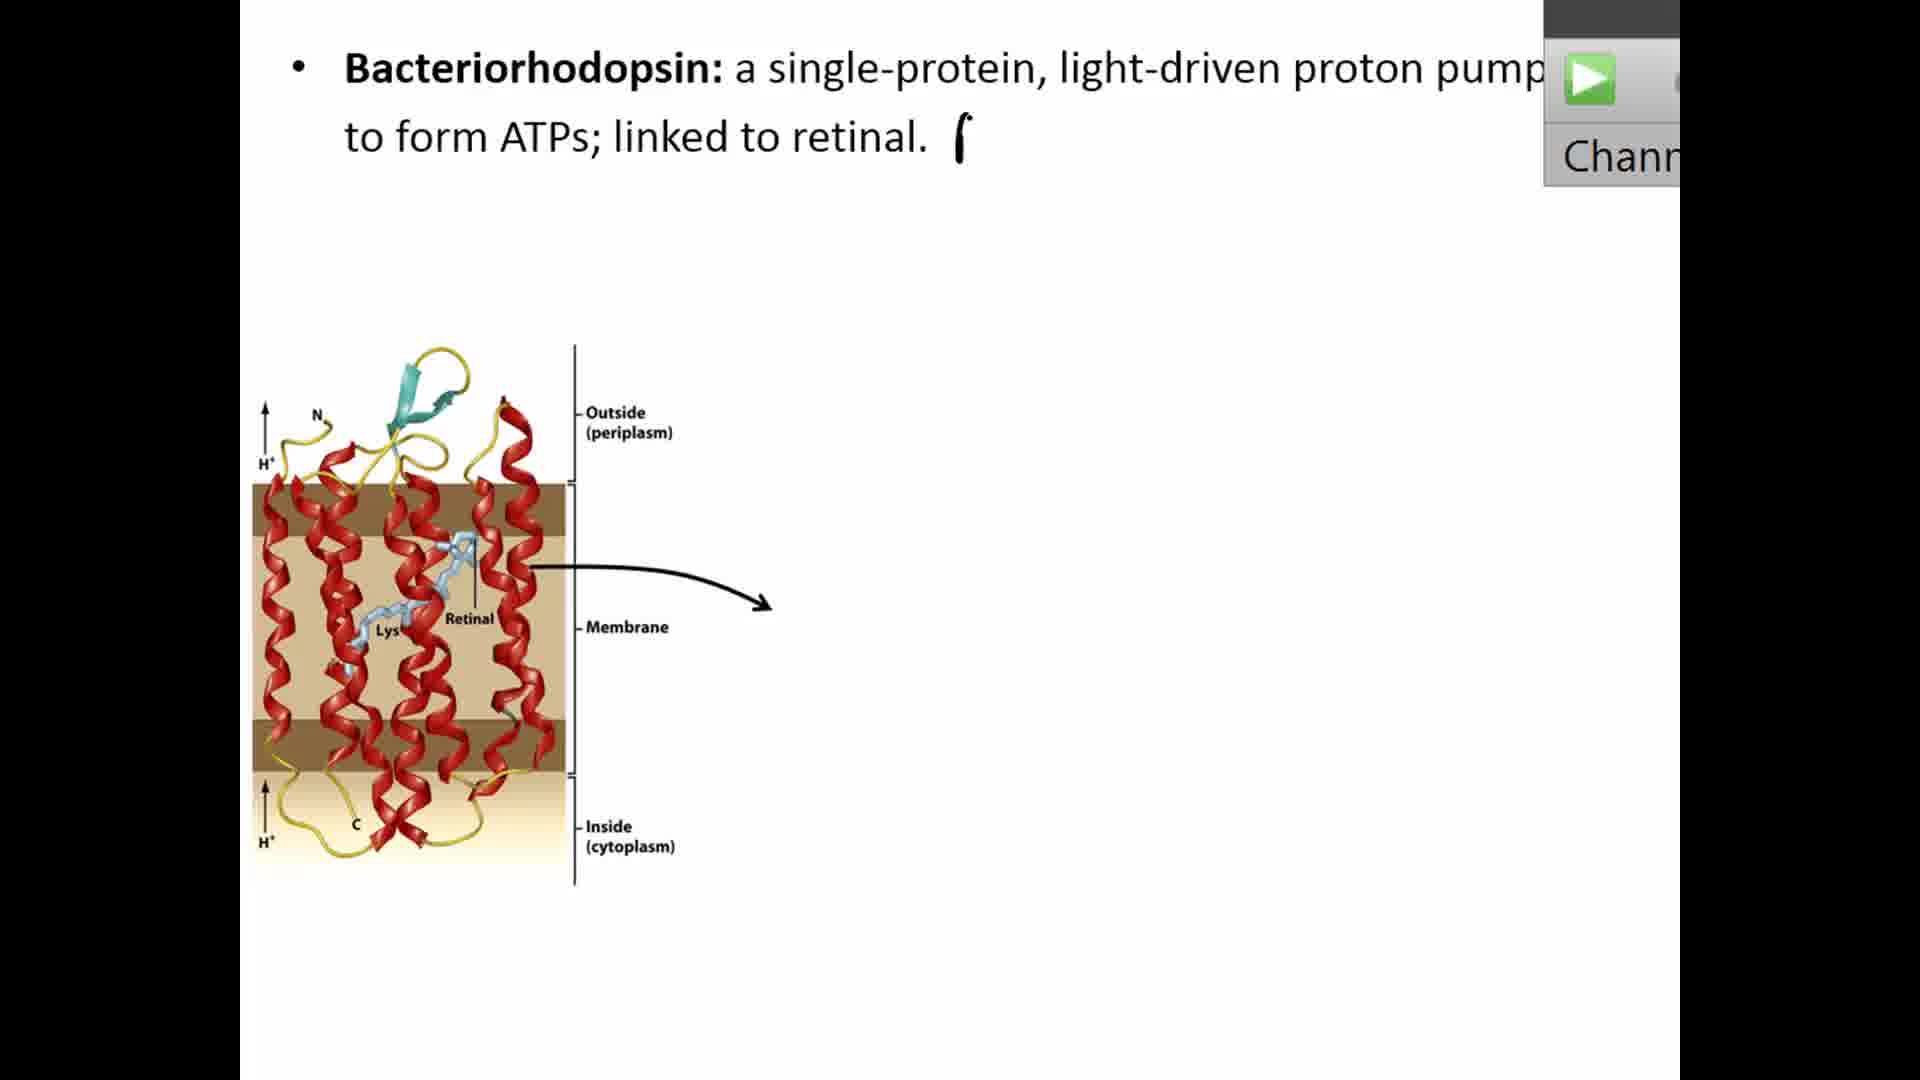 • Bacteriorhodopsin: a single-protein, light-driven proton pump
to form ATPs; linked to retinal.
Chann
Outside
(periplasm)
N
H⁺
Retinal
Lys
Membrane
C
H⁺
Inside
(cytoplasm)